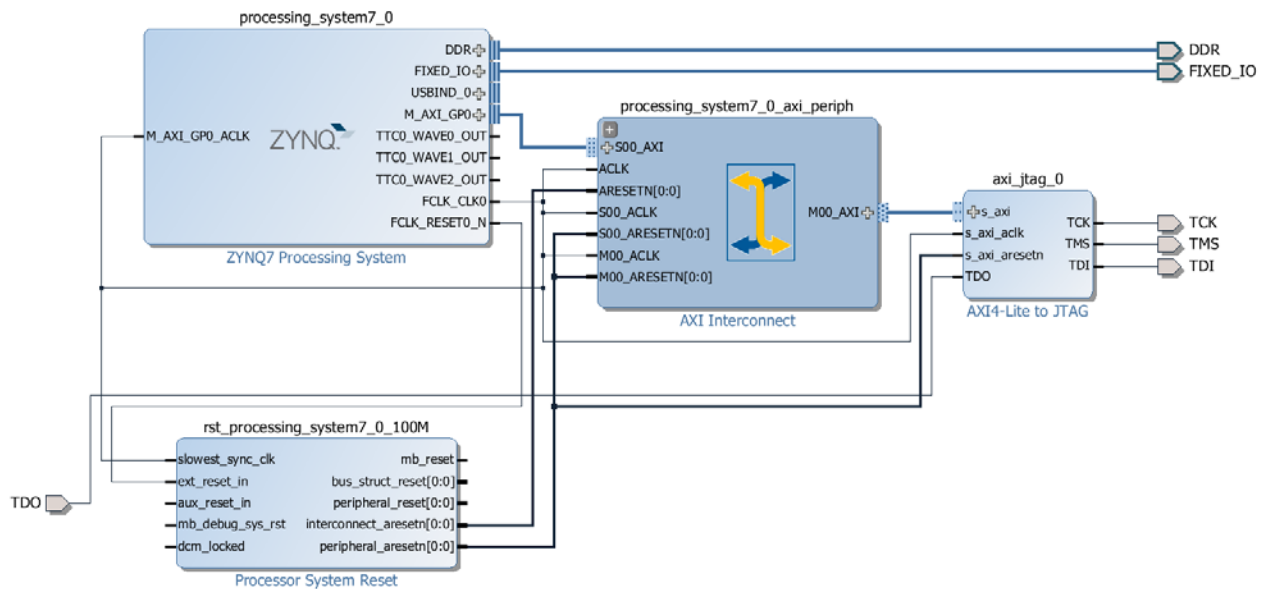 processing_system7_0
DDR
FIXED_IO
USBIND_0
M_AXI_GP0
M_AXI_GP0_ACLK
ZYNQ.
TTC0_WAVE0_OUT
TTC0_WAVE1_OUT
TTC0_WAVE2_OUT
FCLK_CLK0
FCLK_RESET0_N
ZYNQ7 Processing System
DDR
FIXED_IO
processing_system7_0_axi_periph
S00_AXI
ACLK
ARESETN[0:0]
S00_ACLK
S00_ARESETN[0:0]
M00_ACLK
M00_ARESETN[0:0]
M00_AXI
AXI Interconnect
axi_jtag_0
s_axi
s_axi_aclk
s_axi_aresetn
TDO
TCK
TMS
TDI
AXI4-Lite to JTAG
TCK
TMS
TDI
rst_processing_system7_0_100M
slowest_sync_clk
ext_reset_in
aux_reset_in
mb_debug_sys_rst
dcm_locked
mb_reset
bus_struct_reset[0:0]
peripheral_reset[0:0]
interconnect_aresetn[0:0]
peripheral_aresetn[0:0]
Processor System Reset
TDO